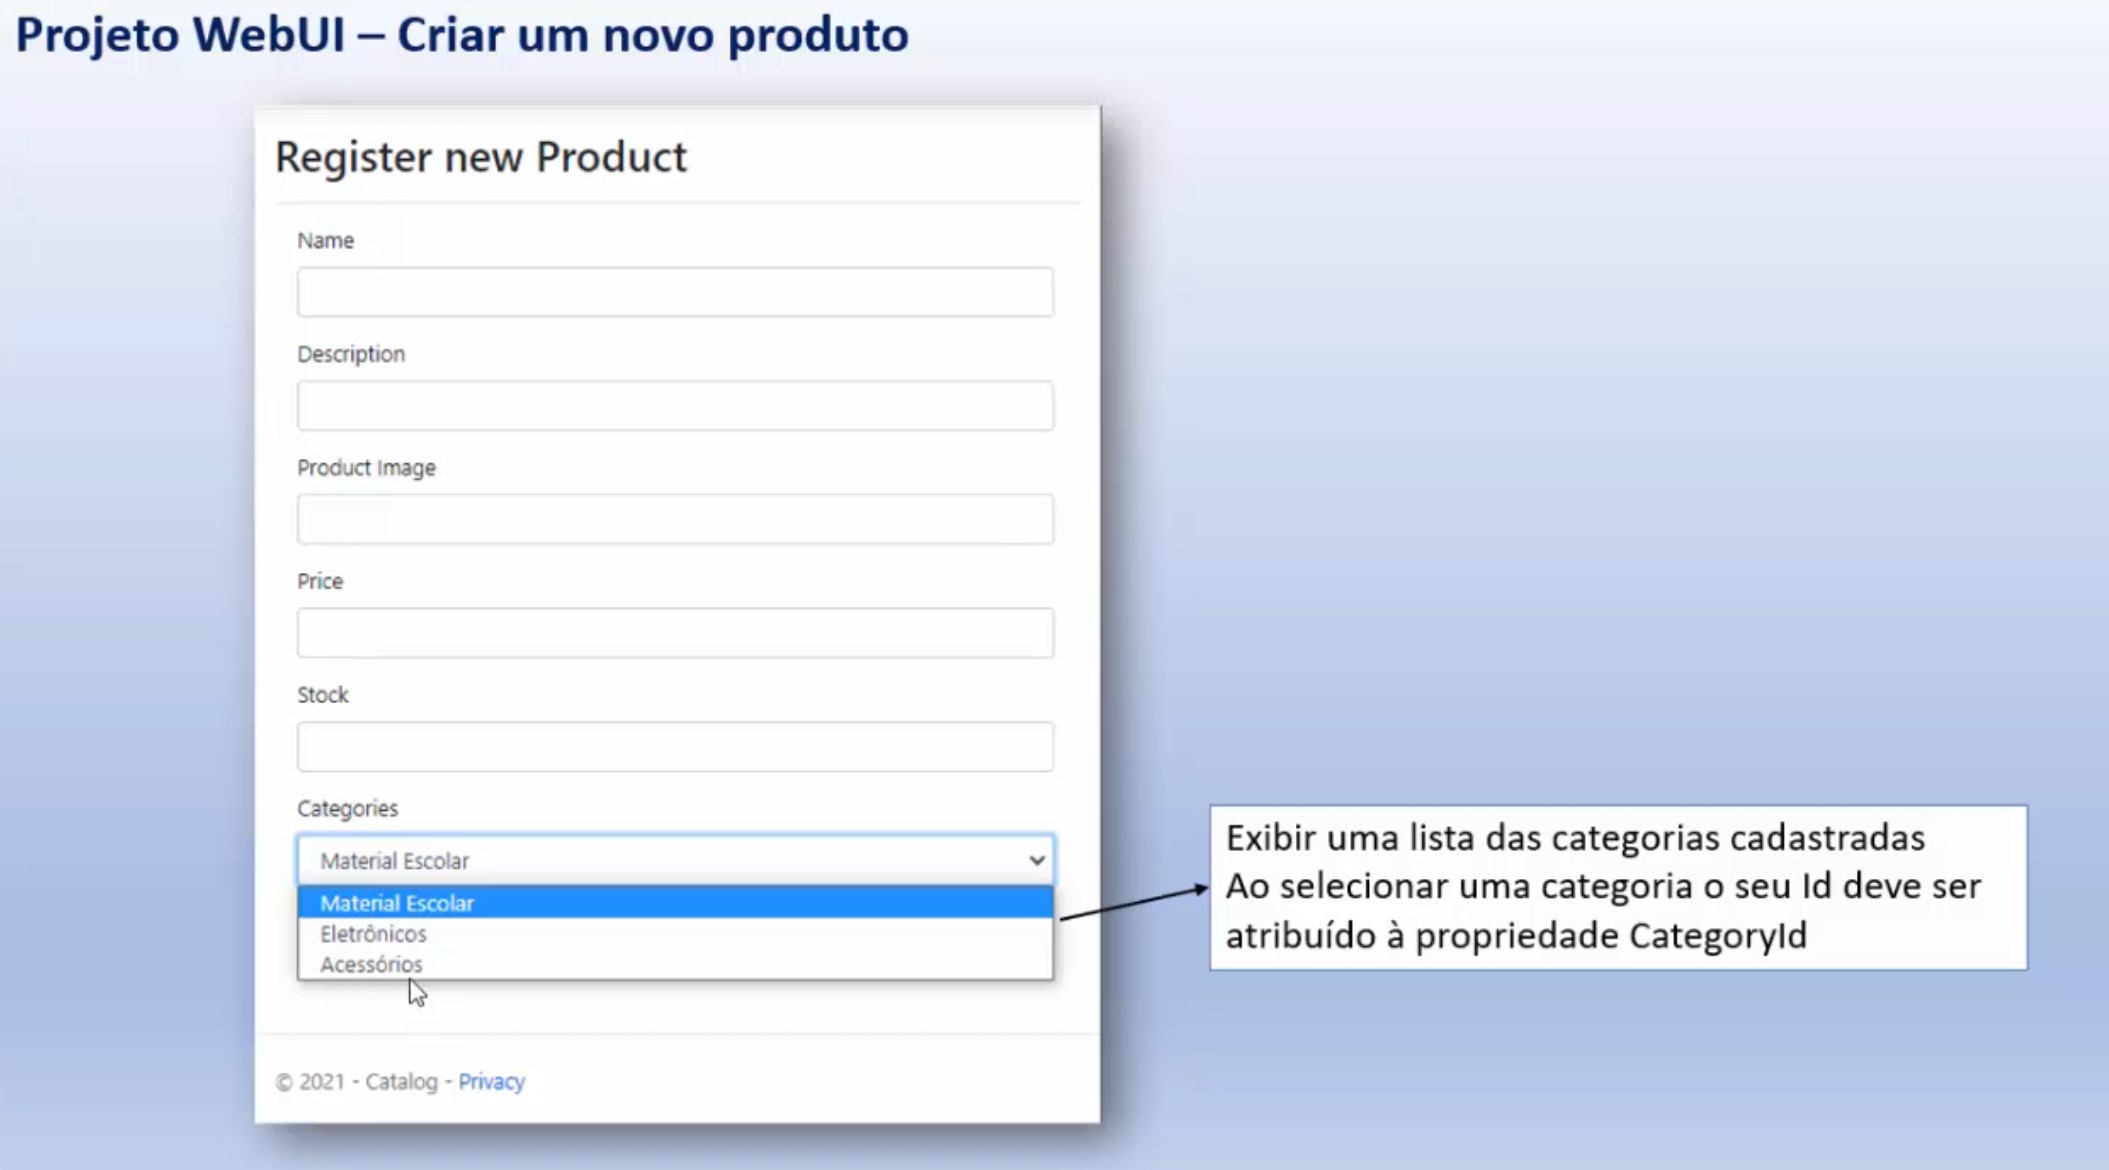 Projeto WebUI – Criar um novo produto
Register new Product
Name
Description
Product Image
Price
Stock
Categories
Material Escolar
Material Escolar
Eletrônicos
Acessórios
Exibir uma lista das categorias cadastradas
Ao selecionar uma categoria o seu Id deve ser
atribuído à propriedade CategoryId
© 2021 - Catalog - Privacy